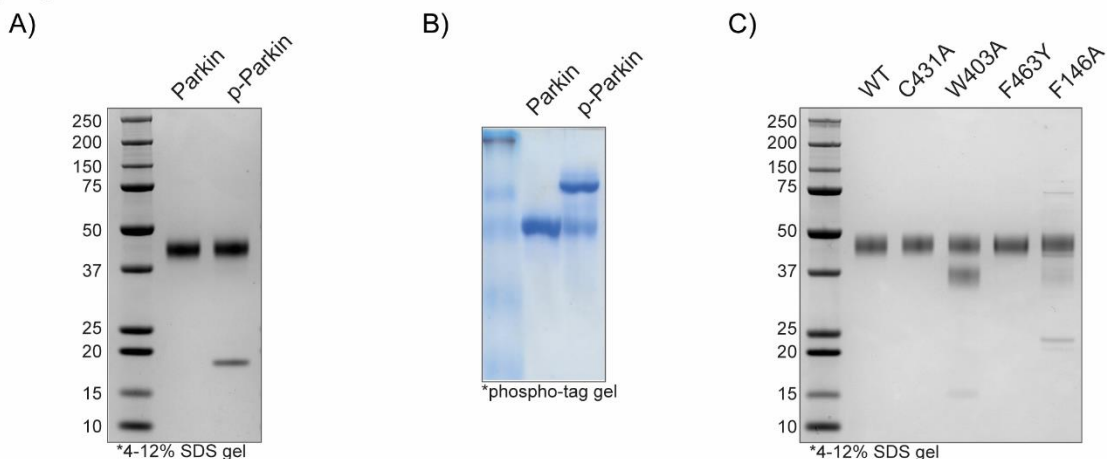 A)
Parkin
p-Parkin
250
200
150
75
50
37
25
20
15
10
*4-12% SDS gel
B)
Parkin
p-Parkin
*phospho-tag gel
C)
WT
C431A
W403A
F463Y
F146A
250
200
150
75
50
37
25
20
15
10
*4-12% SDS gel